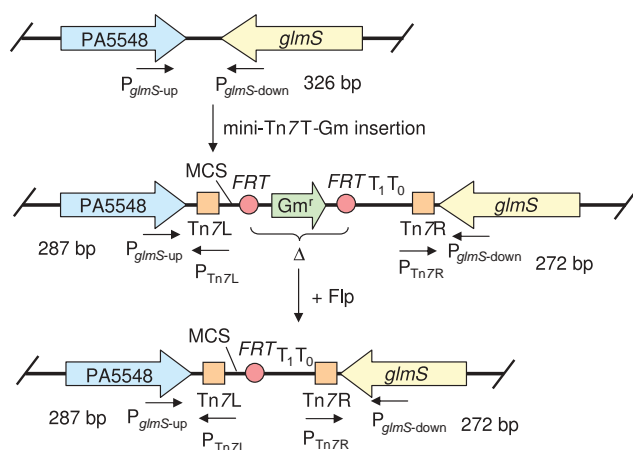 PA5548 glmS
PglmS-up PglmS-down 326 bp
mini-Tn7T-Gm insertion
MCS FRT FRT T1T0
PA5548 Tn7L Gmr Tn7R glmS
287 bp PglmS-up PTn7L Δ PTn7R PglmS-down 272 bp
+ Flp
MCS FRT T1T0
PA5548 Tn7L Tn7R glmS
287 bp PglmS-up PTn7L PTn7R PglmS-down 272 bp